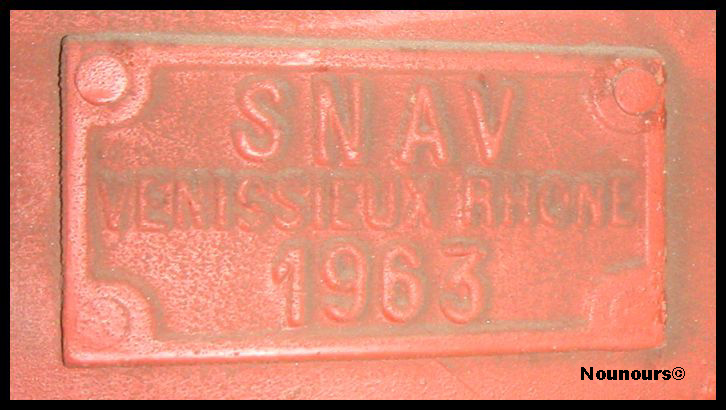 SNAV
VENISSIEUX RHONE
1963
Nounours©